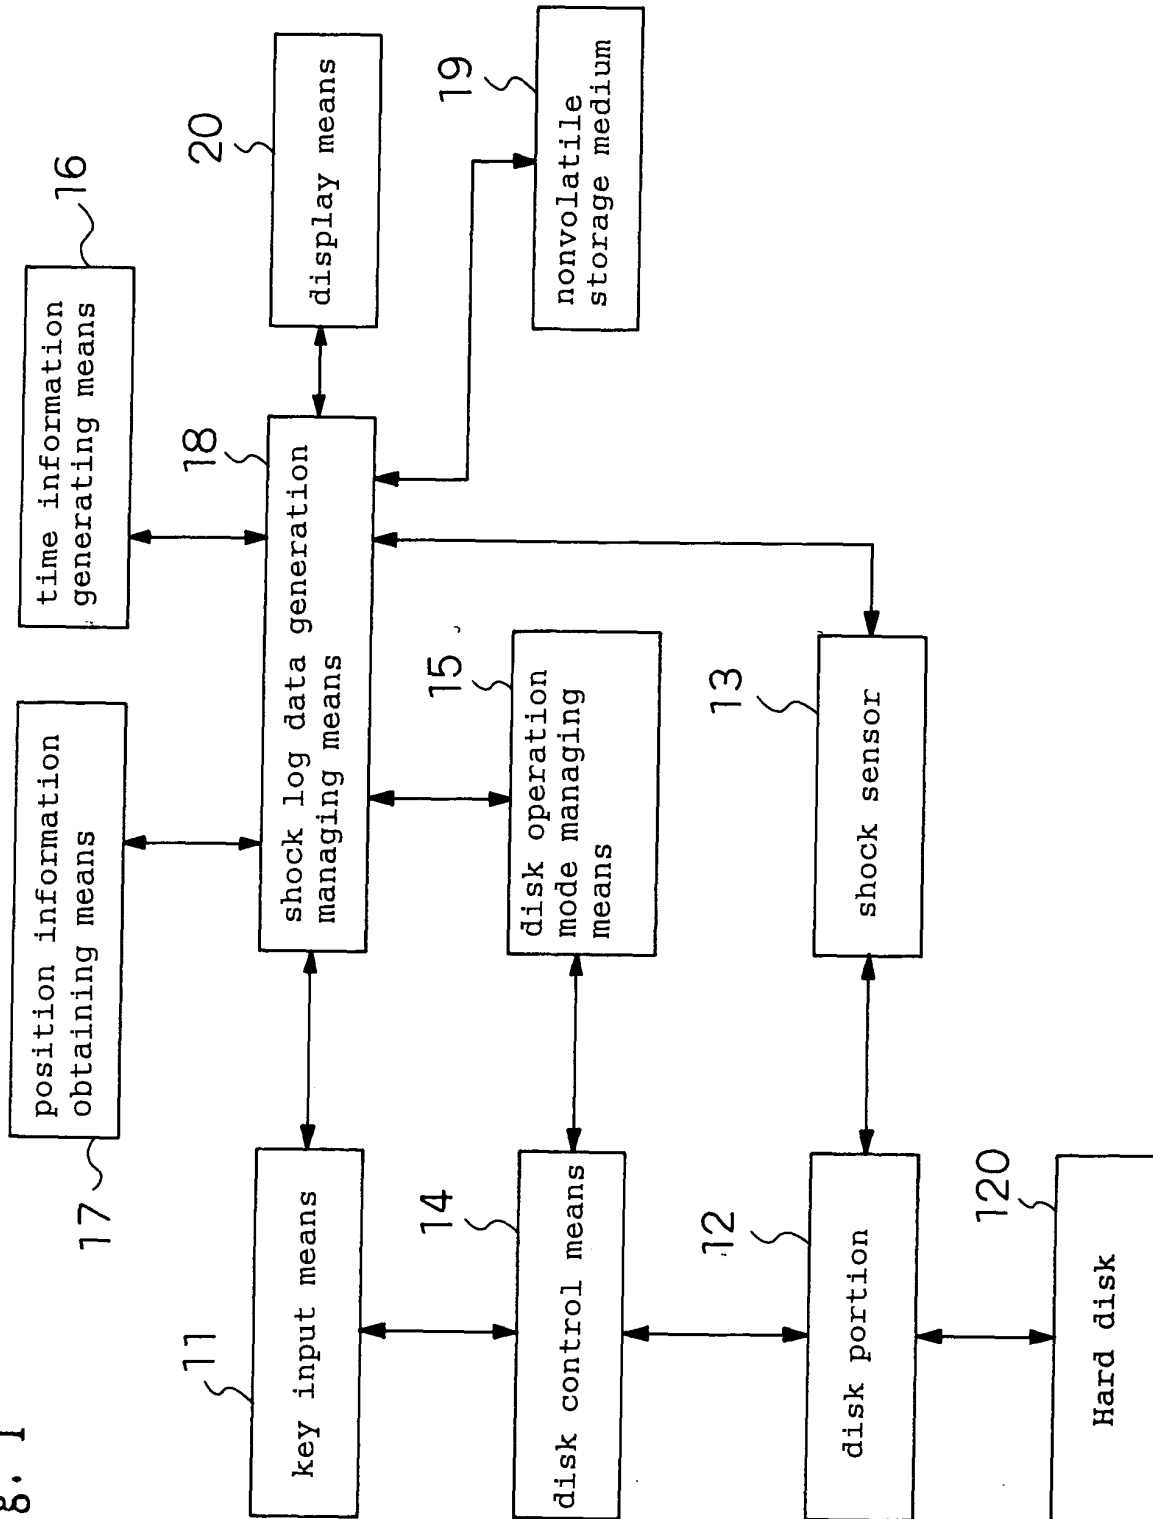 g. 1
17
position information
obtaining means
time information
generating means
16
11
key input means
18
shock log data generation
managing means
20
display means
14
disk control means
15
disk operation
mode managing
means
19
nonvolatile
storage medium
12
disk portion
13
shock sensor
120
Hard disk